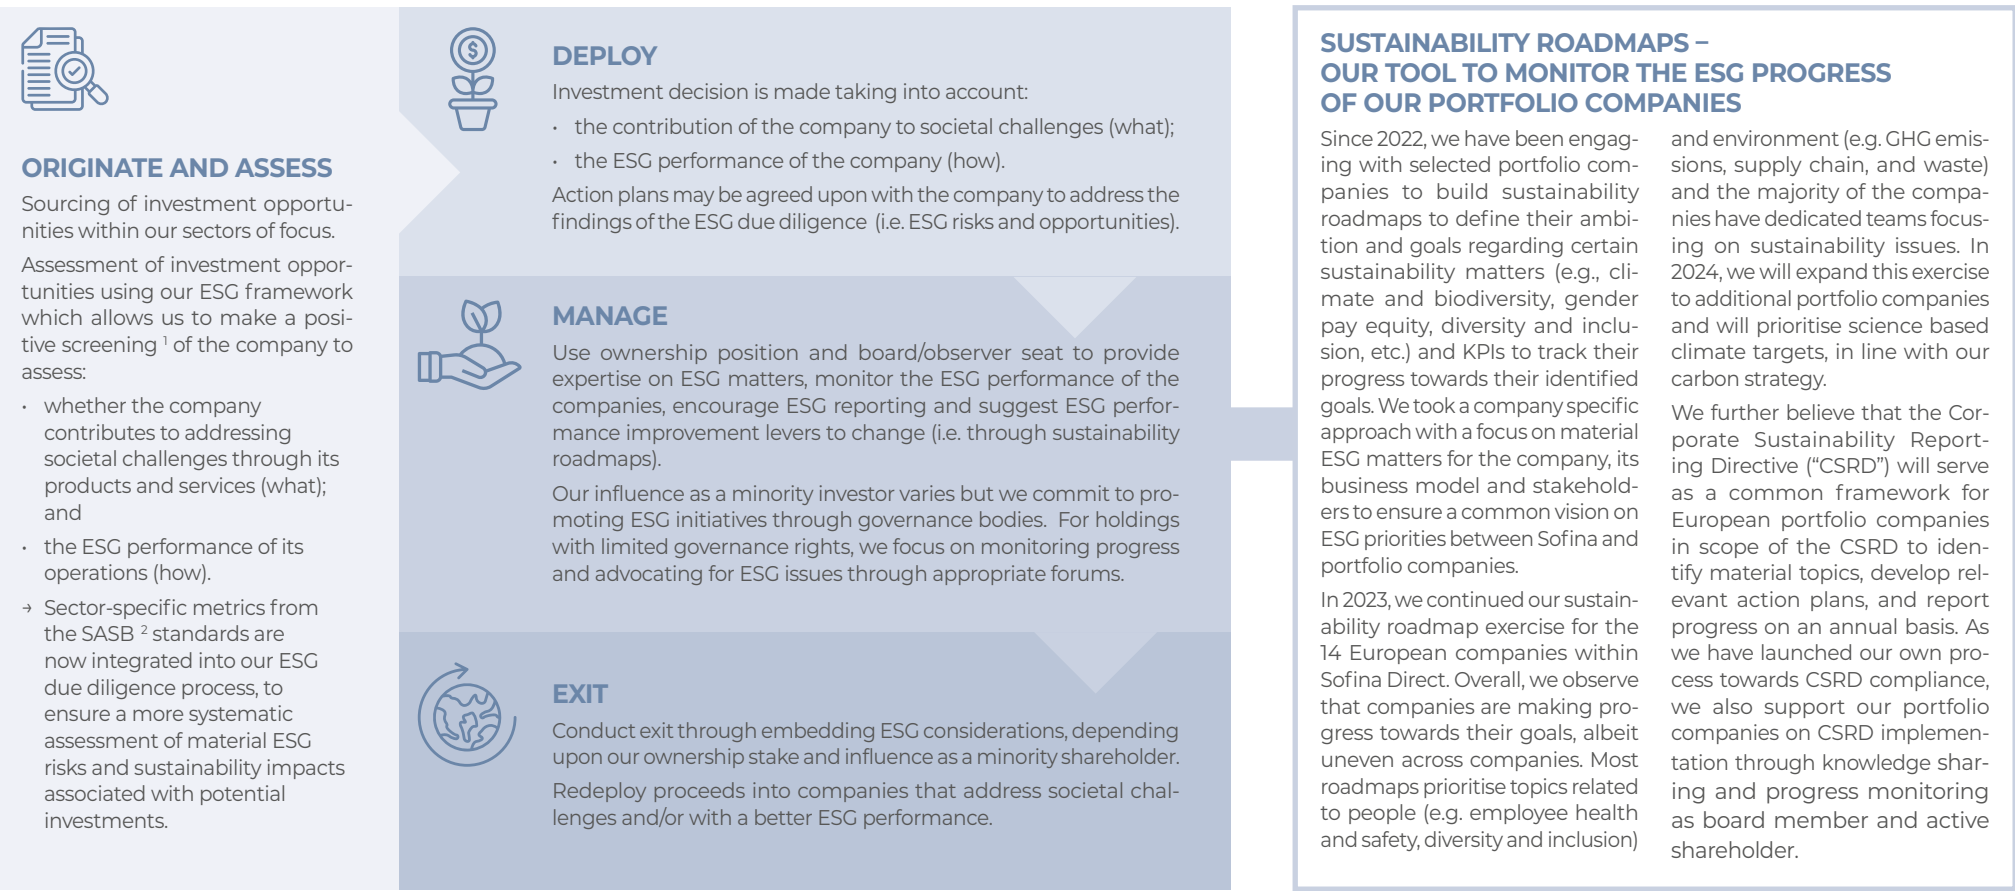 ORIGINATE AND ASSESS
Sourcing of investment opportu-
nities within our sectors of focus.
Assessment of investment oppor-
tunities using our ESG framework
which allows us to make a posi-
tive screening 1 of the company to
assess:
• whether the company
contributes to addressing
societal challenges through its
products and services (what);
and
• the ESG performance of its
operations (how).
→ Sector-specific metrics from
the SASB 2 standards are
now integrated into our ESG
due diligence process, to
ensure a more systematic
assessment of material ESG
risks and sustainability impacts
associated with potential
investments.
DEPLOY
Investment decision is made taking into account:
• the contribution of the company to societal challenges (what);
• the ESG performance of the company (how).
Action plans may be agreed upon with the company to address the
findings of the ESG due diligence (i.e. ESG risks and opportunities).
MANAGE
Use ownership position and board/observer seat to provide
expertise on ESG matters, monitor the ESG performance of the
companies, encourage ESG reporting and suggest ESG perfor-
mance improvement levers to change (i.e. through sustainability
roadmaps).
Our influence as a minority investor varies but we commit to pro-
moting ESG initiatives through governance bodies. For holdings
with limited governance rights, we focus on monitoring progress
and advocating for ESG issues through appropriate forums.
EXIT
Conduct exit through embedding ESG considerations, depending
upon our ownership stake and influence as a minority shareholder.
Redeploy proceeds into companies that address societal chal-
lenges and/or with a better ESG performance.
SUSTAINABILITY ROADMAPS –
OUR TOOL TO MONITOR THE ESG PROGRESS
OF OUR PORTFOLIO COMPANIES
Since 2022, we have been engag-
ing with selected portfolio com-
panies to build sustainability
roadmaps to define their ambi-
tion and goals regarding certain
sustainability matters (e.g., cli-
mate and biodiversity, gender
pay equity, diversity and inclu-
sion, etc.) and KPIs to track their
progress towards their identified
goals. We took a company specific
approach with a focus on material
ESG matters for the company, its
business model and stakehold-
ers to ensure a common vision on
ESG priorities between Sofina and
portfolio companies.
In 2023, we continued our sustain-
ability roadmap exercise for the
14 European companies within
Sofina Direct. Overall, we observe
that companies are making pro-
gress towards their goals, albeit
uneven across companies. Most
roadmaps prioritise topics related
to people (e.g. employee health
and safety, diversity and inclusion)
and environment (e.g. GHG emis-
sions, supply chain, and waste)
and the majority of the compa-
nies have dedicated teams focus-
ing on sustainability issues. In
2024, we will expand this exercise
to additional portfolio companies
and will prioritise science based
climate targets, in line with our
carbon strategy.
We further believe that the Cor-
porate Sustainability Report-
ing Directive (“CSRD”) will serve
as a common framework for
European portfolio companies
in scope of the CSRD to iden-
tify material topics, develop rel-
evant action plans, and report
progress on an annual basis. As
we have launched our own pro-
cess towards CSRD compliance,
we also support our portfolio
companies on CSRD implemen-
tation through knowledge shar-
ing and progress monitoring
as board member and active
shareholder.